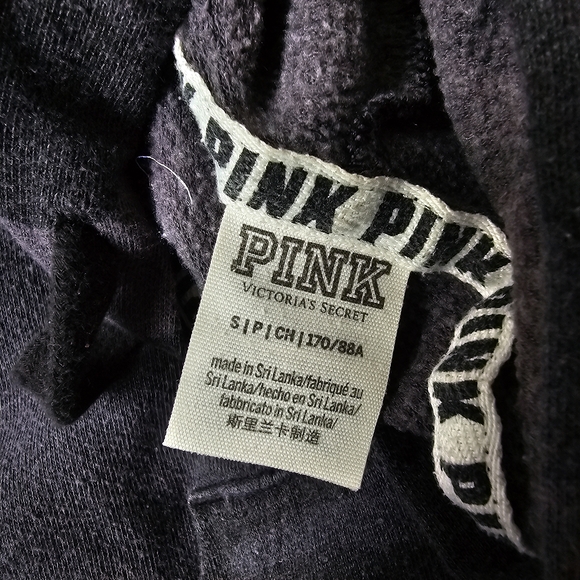 PINK PINK PINK
PINK
PINK
VICTORIA'S SECRET
S|P|CH|170/88A
made in Sri Lanka/fabriqué au
Sri Lanka/hecho en Sri Lanka/
fabbricato in Sri Lanka/
斯里兰卡制造